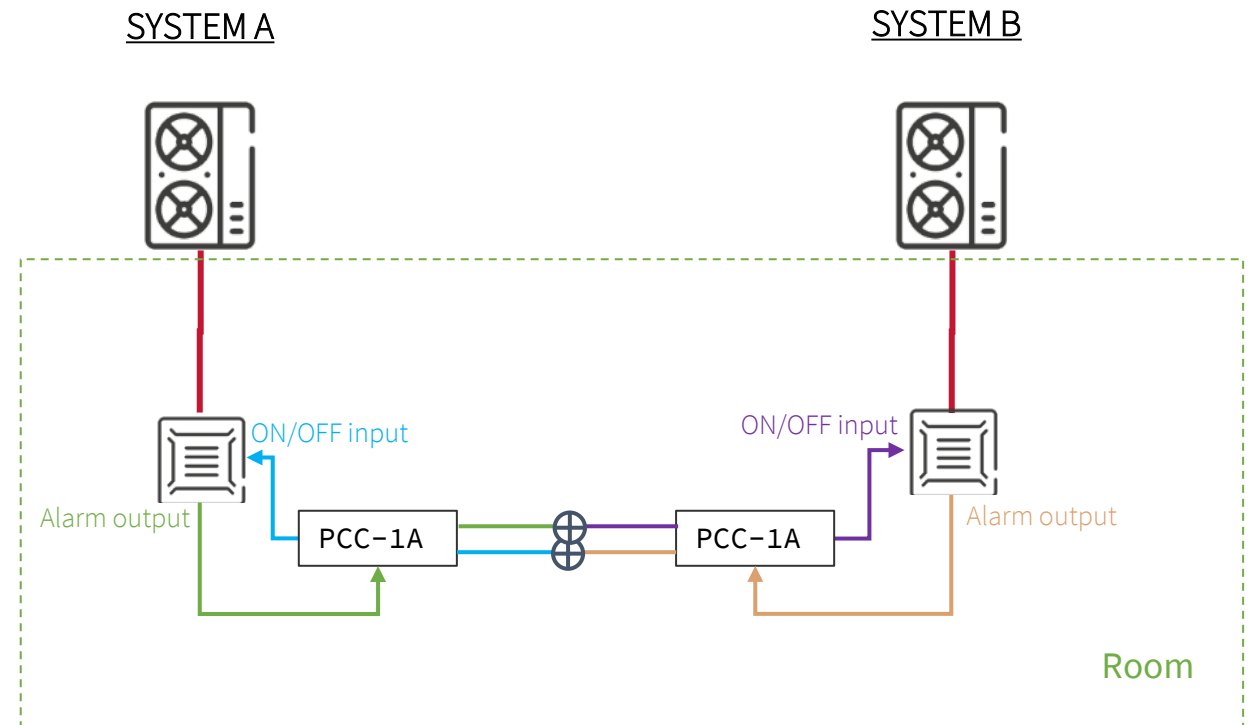 SYSTEM A
SYSTEM B
ON/OFF input
ON/OFF input
Alarm output
PCC-1A
PCC-1A
Alarm output
Room